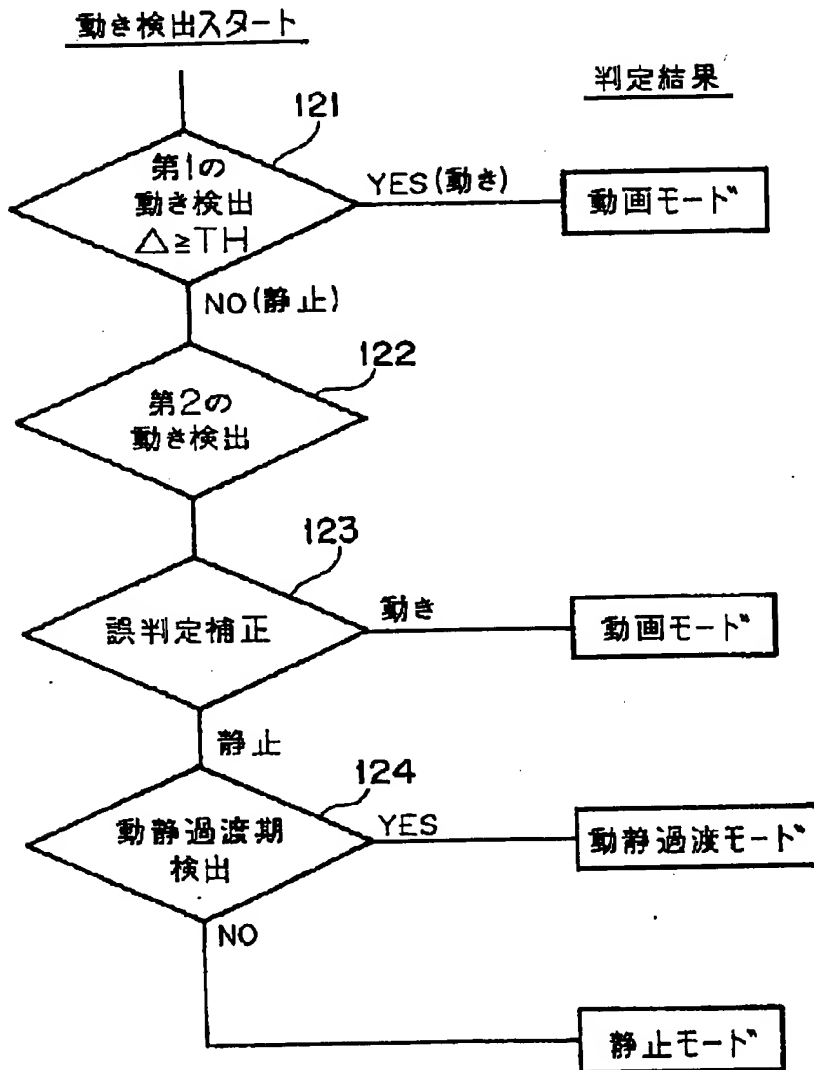 動き検出スタート
判定結果
121
第1の
動き検出
△≧TH
YES(動き)
動画モード
NO(静止)
122
第2の
動き検出
123
誤判定補正
動き
動画モード
静止
124
動静過渡期
検出
YES
動静過渡モード
NO
静止モード